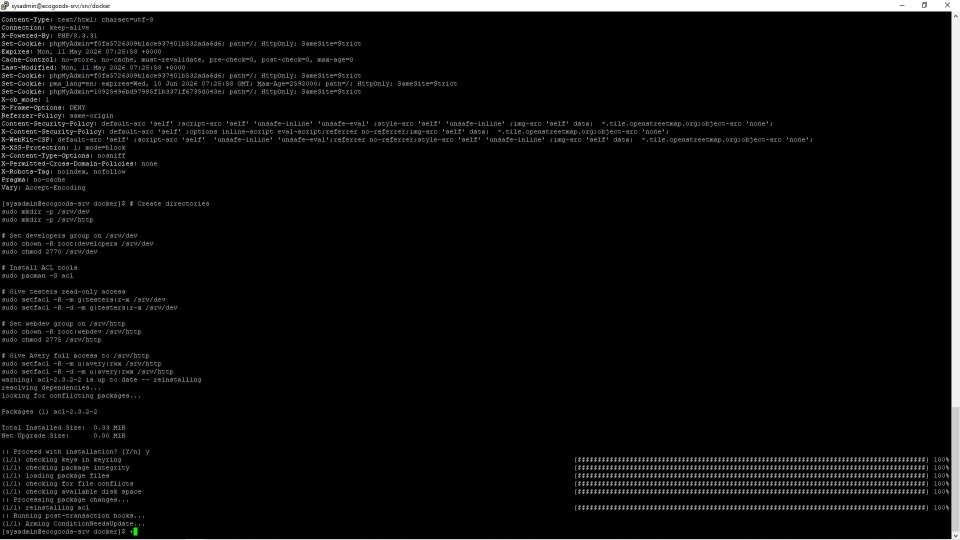 sysadmin@ecogoods-srv:/srv/docker
Content-Type: text/html; charset=utf-8
Connection: keep-alive
X-Powered-By: PHP/8.3.31
Set-Cookie: phpMyAdmin=f0fa5726309b1ace937401b532ada6d6; path=/; HttpOnly; SameSite=Strict
Expires: Mon, 11 May 2026 07:25:58 +0000
Cache-Control: no-store, no-cache, must-revalidate, pre-check=0, post-check=0, max-age=0
Last-Modified: Mon, 11 May 2026 07:25:58 +0000
Set-Cookie: phpMyAdmin=f0fa5726309b1ace937401b532ada6d6; path=/; HttpOnly; SameSite=Strict
Set-Cookie: pma_lang=en; expires=Wed, 10 Jun 2026 07:25:58 GMT; Max-Age=2592000; path=/; HttpOnly; SameSite=Strict
Set-Cookie: phpMyAdmin=10925496bd97985f1b3371f6735d043e; path=/; HttpOnly; SameSite=Strict
X-ob_mode: 1
X-Frame-Options: DENY
Referrer-Policy: same-origin
Content-Security-Policy: default-src 'self' ;script-src 'self' 'unsafe-inline' 'unsafe-eval' ;style-src 'self' 'unsafe-inline' ;img-src 'self' data:  *.tile.openstreetmap.org;object-src 'none';
X-Content-Security-Policy: default-src 'self' ;options inline-script eval-script;referrer no-referrer;img-src 'self' data:  *.tile.openstreetmap.org;object-src 'none';
X-WebKit-CSP: default-src 'self' ;script-src 'self'  'unsafe-inline' 'unsafe-eval';referrer no-referrer;style-src 'self' 'unsafe-inline' ;img-src 'self' data:  *.tile.openstreetmap.org;object-src 'none';
X-XSS-Protection: 1; mode=block
X-Content-Type-Options: nosniff
X-Permitted-Cross-Domain-Policies: none
X-Robots-Tag: noindex, nofollow
Pragma: no-cache
Vary: Accept-Encoding
[sysadmin@ecogoods-srv docker]$ # Create directories
sudo mkdir -p /srv/dev
sudo mkdir -p /srv/http
# Set developers group on /srv/dev
sudo chown -R root:developers /srv/dev
sudo chmod 2770 /srv/dev
# Install ACL tools
sudo pacman -S acl
# Give testers read-only access
sudo setfacl -R -m g:testers:r-x /srv/dev
sudo setfacl -R -d -m g:testers:r-x /srv/dev
# Set webdev group on /srv/http
sudo chown -R root:webdev /srv/http
sudo chmod 2775 /srv/http
# Give Avery full access to /srv/http
sudo setfacl -R -m u:avery:rwx /srv/http
sudo setfacl -R -d -m u:avery:rwx /srv/http
warning: acl-2.3.2-2 is up to date -- reinstalling
resolving dependencies...
looking for conflicting packages...
Packages (1) acl-2.3.2-2
Total Installed Size:  0.33 MiB
Net Upgrade Size:      0.00 MiB
:: Proceed with installation? [Y/n] y
(1/1) checking keys in keyring [################################] 100%
(1/1) checking package integrity [################################] 100%
(1/1) loading package files [################################] 100%
(1/1) checking for file conflicts [################################] 100%
(1/1) checking available disk space [################################] 100%
:: Processing package changes...
(1/1) reinstalling acl [################################] 100%
:: Running post-transaction hooks...
(1/1) Arming ConditionNeedsUpdate...
[sysadmin@ecogoods-srv docker]$